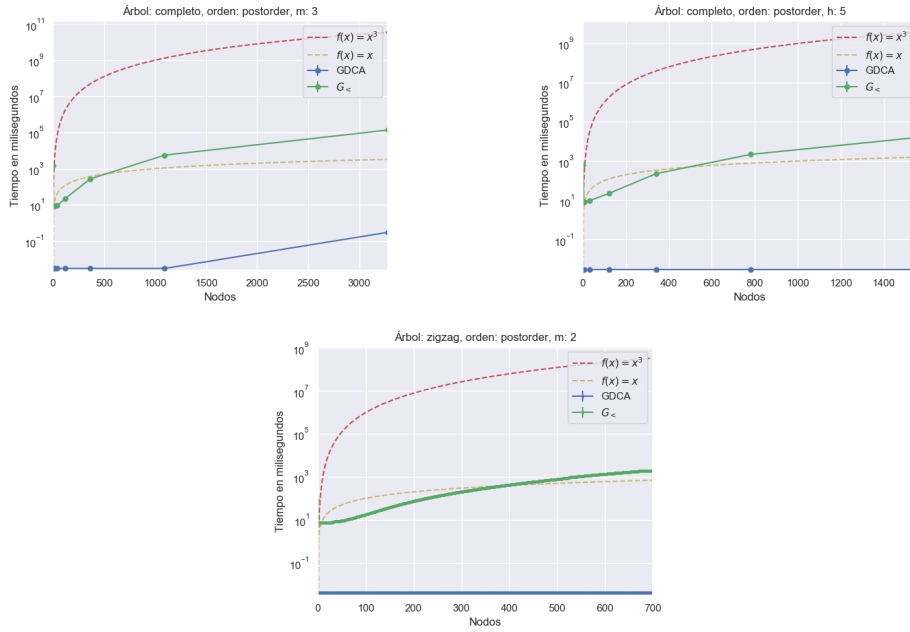 Árbol: completo, orden: postorder, m: 3
10^11
10^9
10^7
10^5
10^3
10^1
10^-1
Tiempo en milisegundos
f(x) = x^3
f(x) = x
GDCA
G_<
0 500 1000 1500 2000 2500 3000
Nodos
Árbol: completo, orden: postorder, h: 5
10^9
10^7
10^5
10^3
10^1
10^-1
Tiempo en milisegundos
f(x) = x^3
f(x) = x
GDCA
G_<
0 200 400 600 800 1000 1200 1400
Nodos
Árbol: zigzag, orden: postorder, m: 2
10^9
10^7
10^5
10^3
10^1
10^-1
Tiempo en milisegundos
f(x) = x^3
f(x) = x
GDCA
G_<
0 100 200 300 400 500 600 700
Nodos